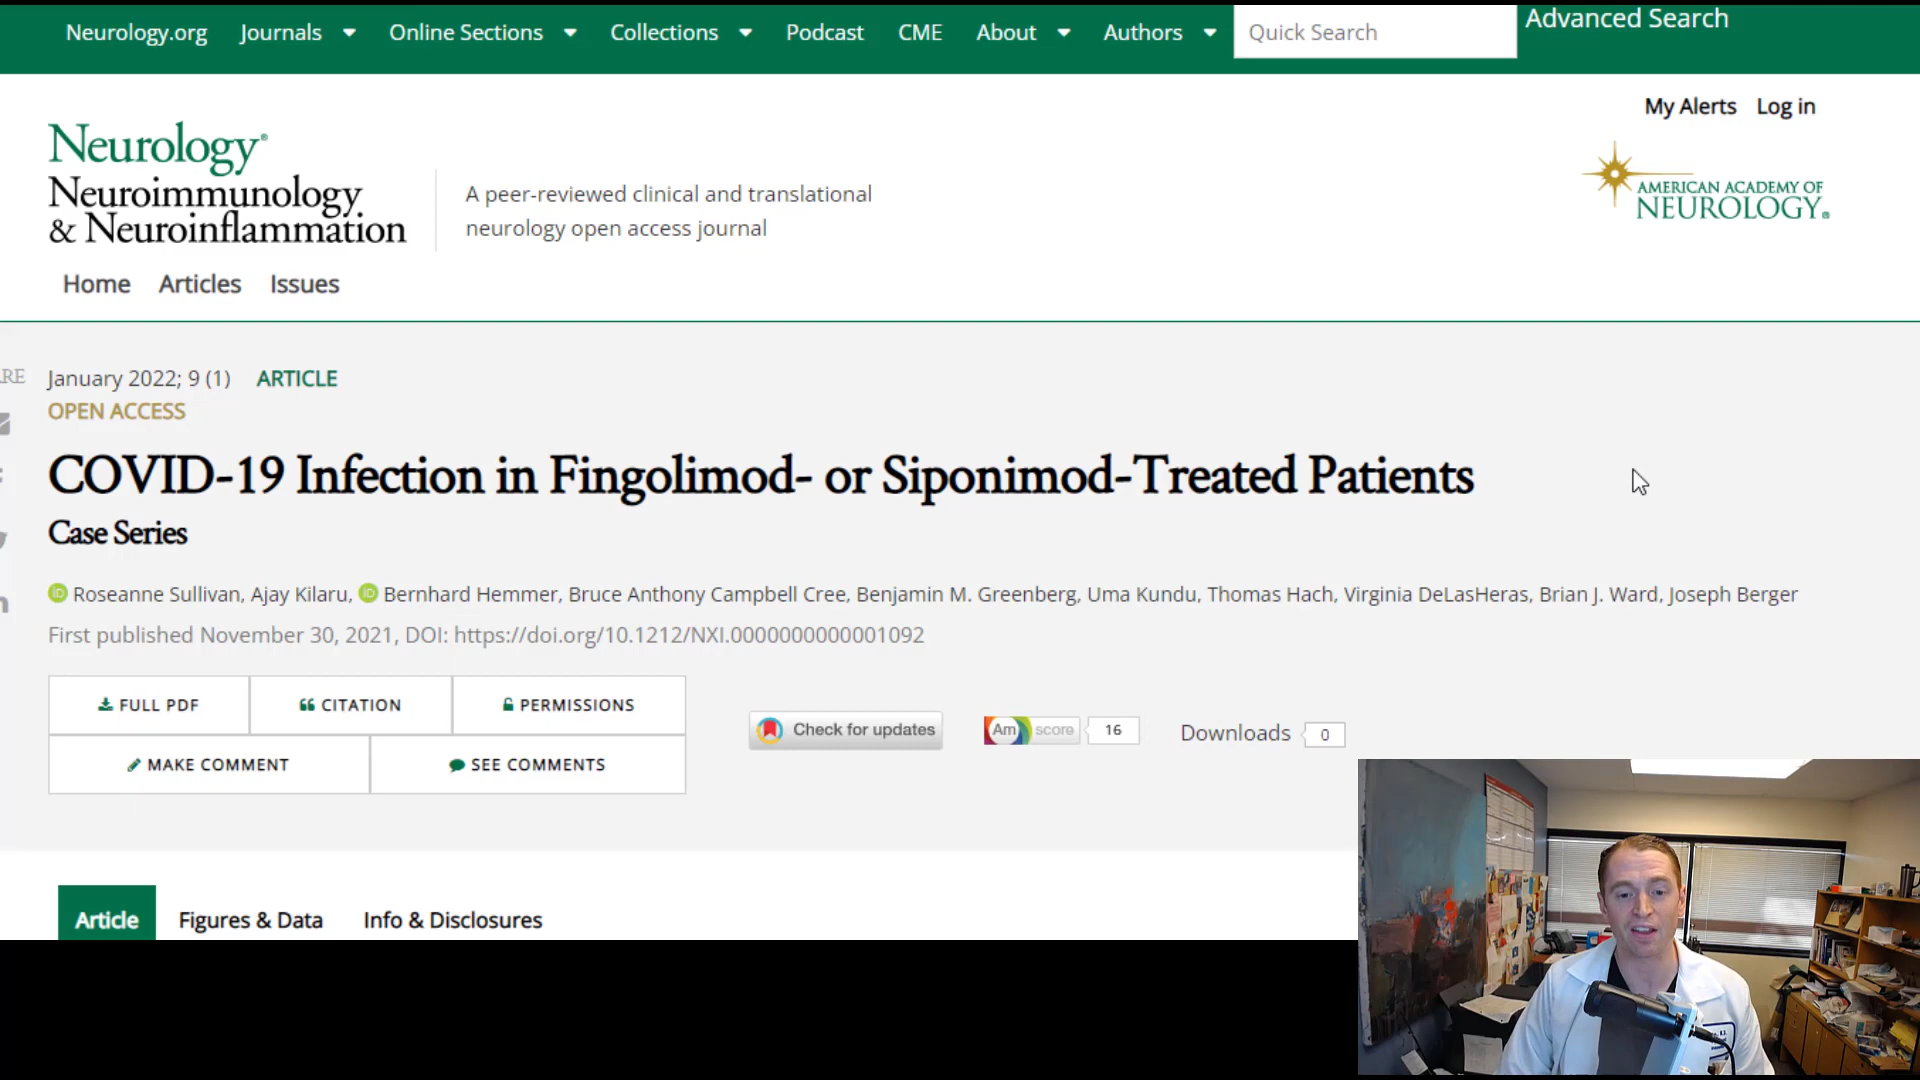 Neurology.org Journals Online Sections Collections Podcast CME About Authors Quick Search Advanced Search
My Alerts Log in
Neurology®
Neuroimmunology
& Neuroinflammation
A peer-reviewed clinical and translational
neurology open access journal
AMERICAN ACADEMY OF
NEUROLOGY®
Home Articles Issues
January 2022; 9 (1) ARTICLE
OPEN ACCESS
COVID-19 Infection in Fingolimod- or Siponimod-Treated Patients
Case Series
iD Roseanne Sullivan, Ajay Kilaru, iD Bernhard Hemmer, Bruce Anthony Campbell Cree, Benjamin M. Greenberg, Uma Kundu, Thomas Hach, Virginia DeLasHeras, Brian J. Ward, Joseph Berger
First published November 30, 2021, DOI: https://doi.org/10.1212/NXI.0000000000001092
FULL PDF CITATION PERMISSIONS
MAKE COMMENT SEE COMMENTS
Check for updates
Am score 16
Downloads 0
Article Figures & Data Info & Disclosures